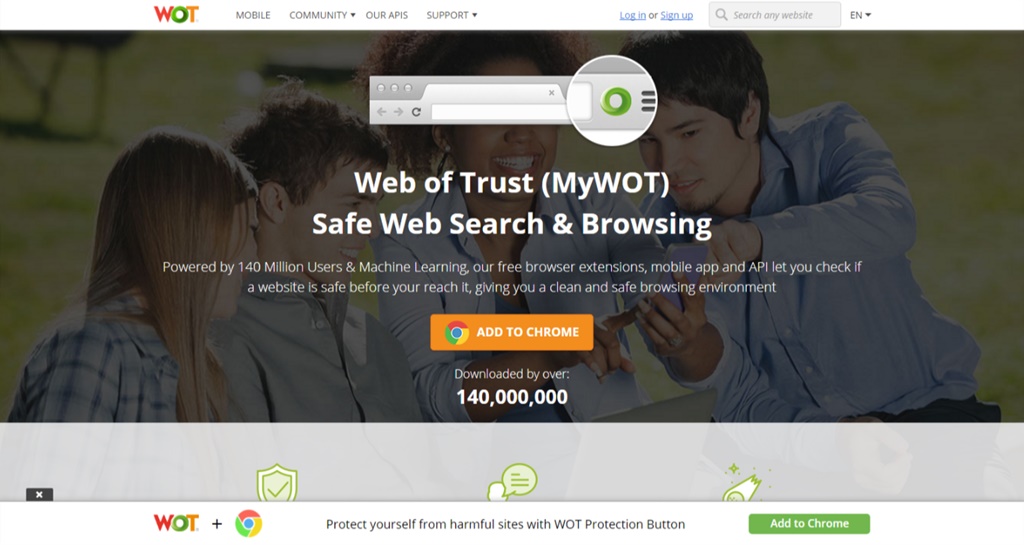 WOT
MOBILE
COMMUNITY
OUR APIS
SUPPORT
Log in or Sign up
Search any website
EN
Web of Trust (MyWOT)
Safe Web Search & Browsing
Powered by 140 Million Users & Machine Learning, our free browser extensions, mobile app and API let you check if
a website is safe before your reach it, giving you a clean and safe browsing environment
ADD TO CHROME
Downloaded by over:
140,000,000
WOT +
Protect yourself from harmful sites with WOT Protection Button
Add to Chrome